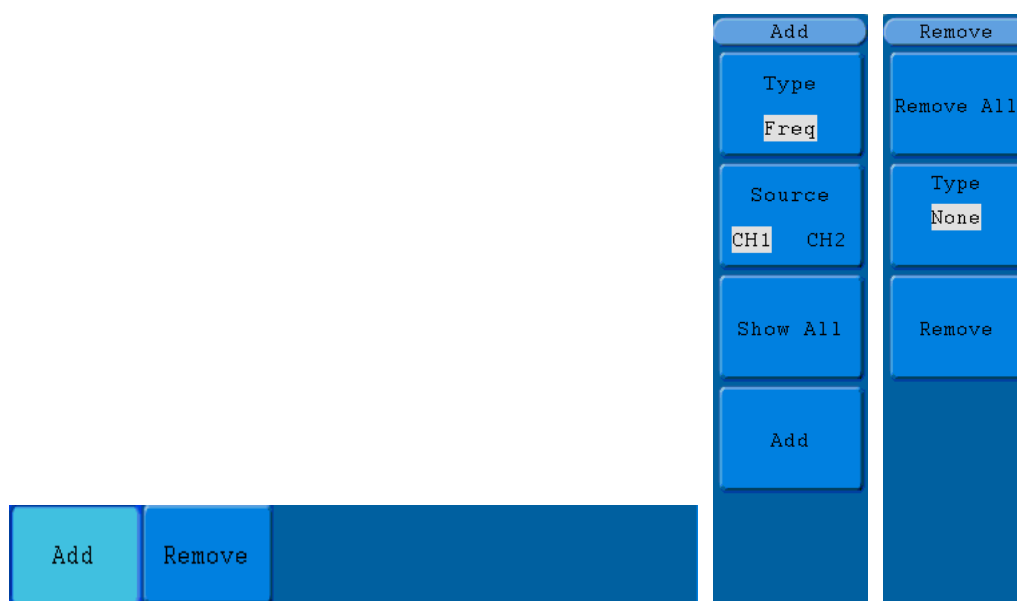 Add
Type
Freq
Source
CH1 CH2
Show All
Add
Remove
Remove All
Type
None
Remove
Add Remove